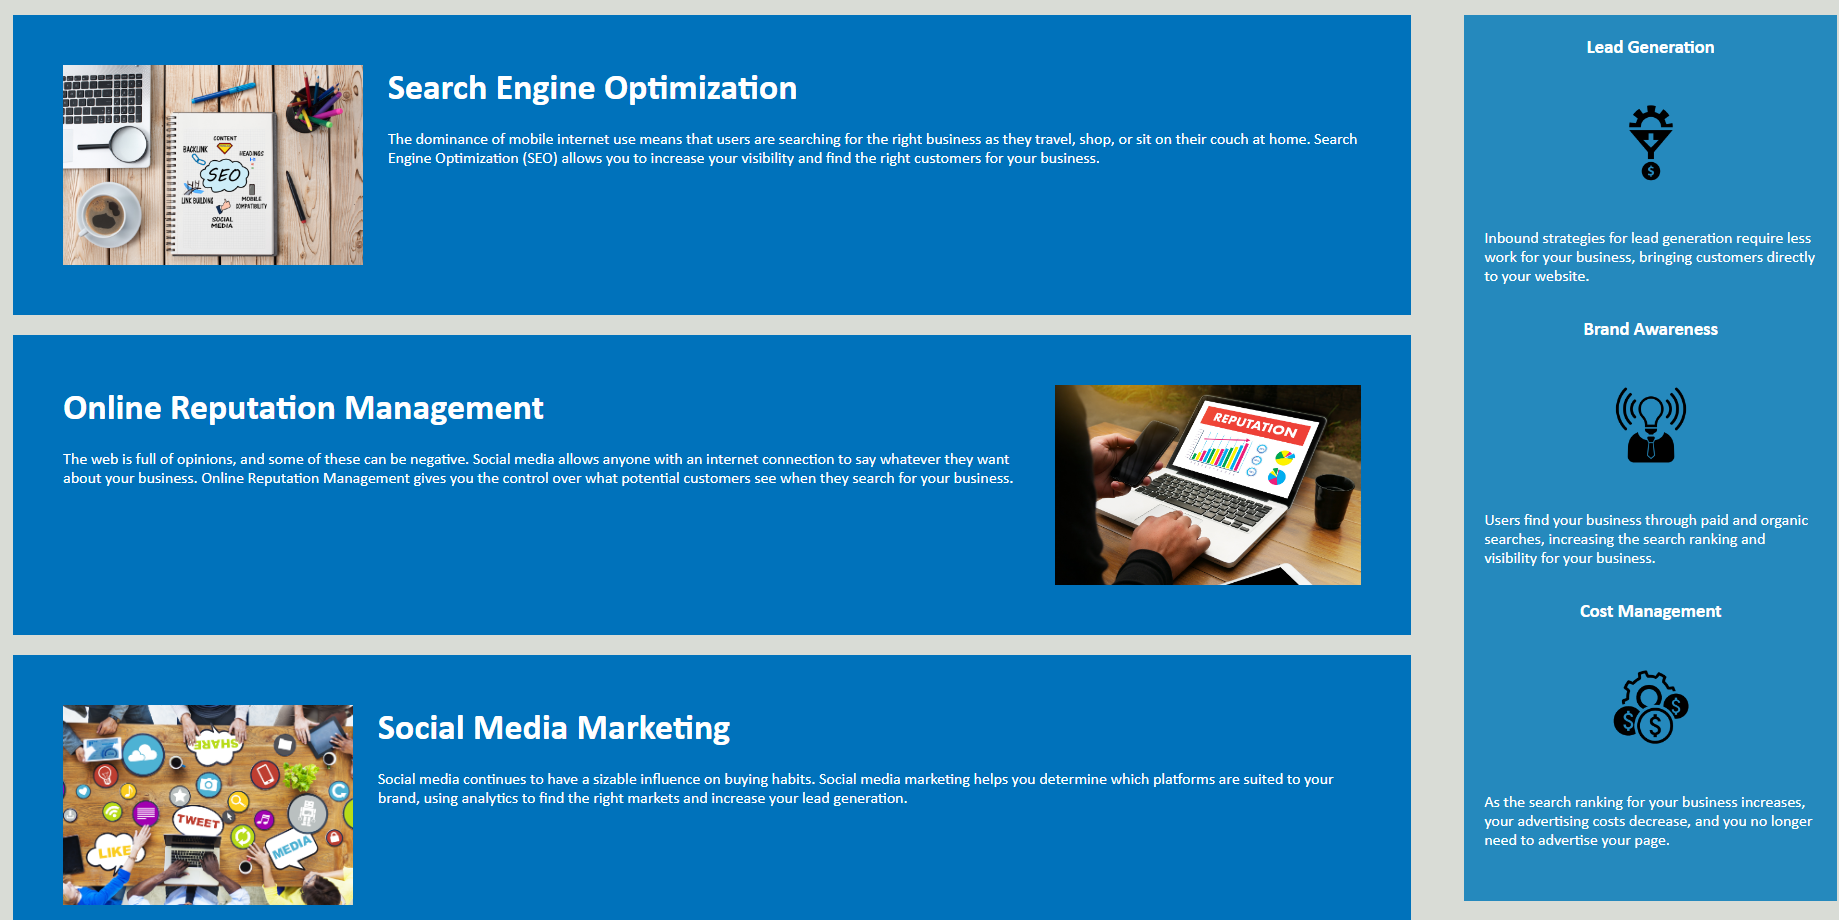 Search Engine Optimization
The dominance of mobile internet use means that users are searching for the right business as they travel, shop, or sit on their couch at home. Search
Engine Optimization (SEO) allows you to increase your visibility and find the right customers for your business.
CONTENT
BACKLINK
HEADINGS
SEO
LINK BUILDING
MOBILE
COMPATIBILITY
SOCIAL
MEDIA
Online Reputation Management
The web is full of opinions, and some of these can be negative. Social media allows anyone with an internet connection to say whatever they want
about your business. Online Reputation Management gives you the control over what potential customers see when they search for your business.
REPUTATION
Social Media Marketing
Social media continues to have a sizable influence on buying habits. Social media marketing helps you determine which platforms are suited to your
brand, using analytics to find the right markets and increase your lead generation.
SHARE
TWEET
LIKE
MEDIA
Lead Generation
$
Inbound strategies for lead generation require less
work for your business, bringing customers directly
to your website.
Brand Awareness
Users find your business through paid and organic
searches, increasing the search ranking and
visibility for your business.
Cost Management
$
$
$
As the search ranking for your business increases,
your advertising costs decrease, and you no longer
need to advertise your page.